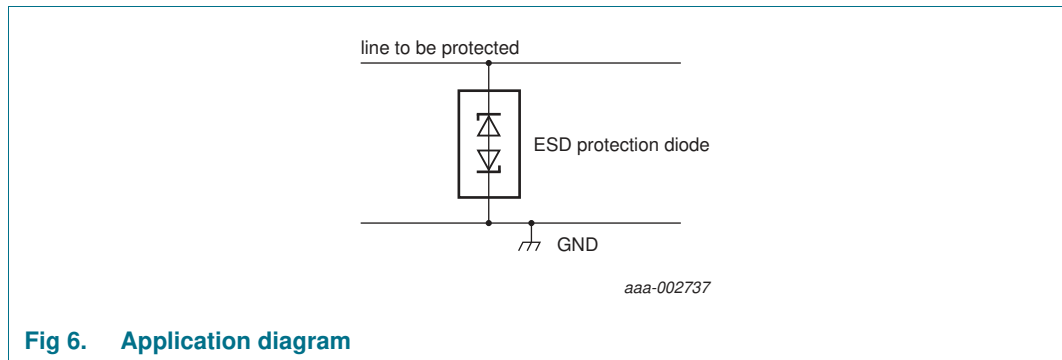 line to be protected
ESD protection diode
GND
aaa-002737
Fig 6. Application diagram